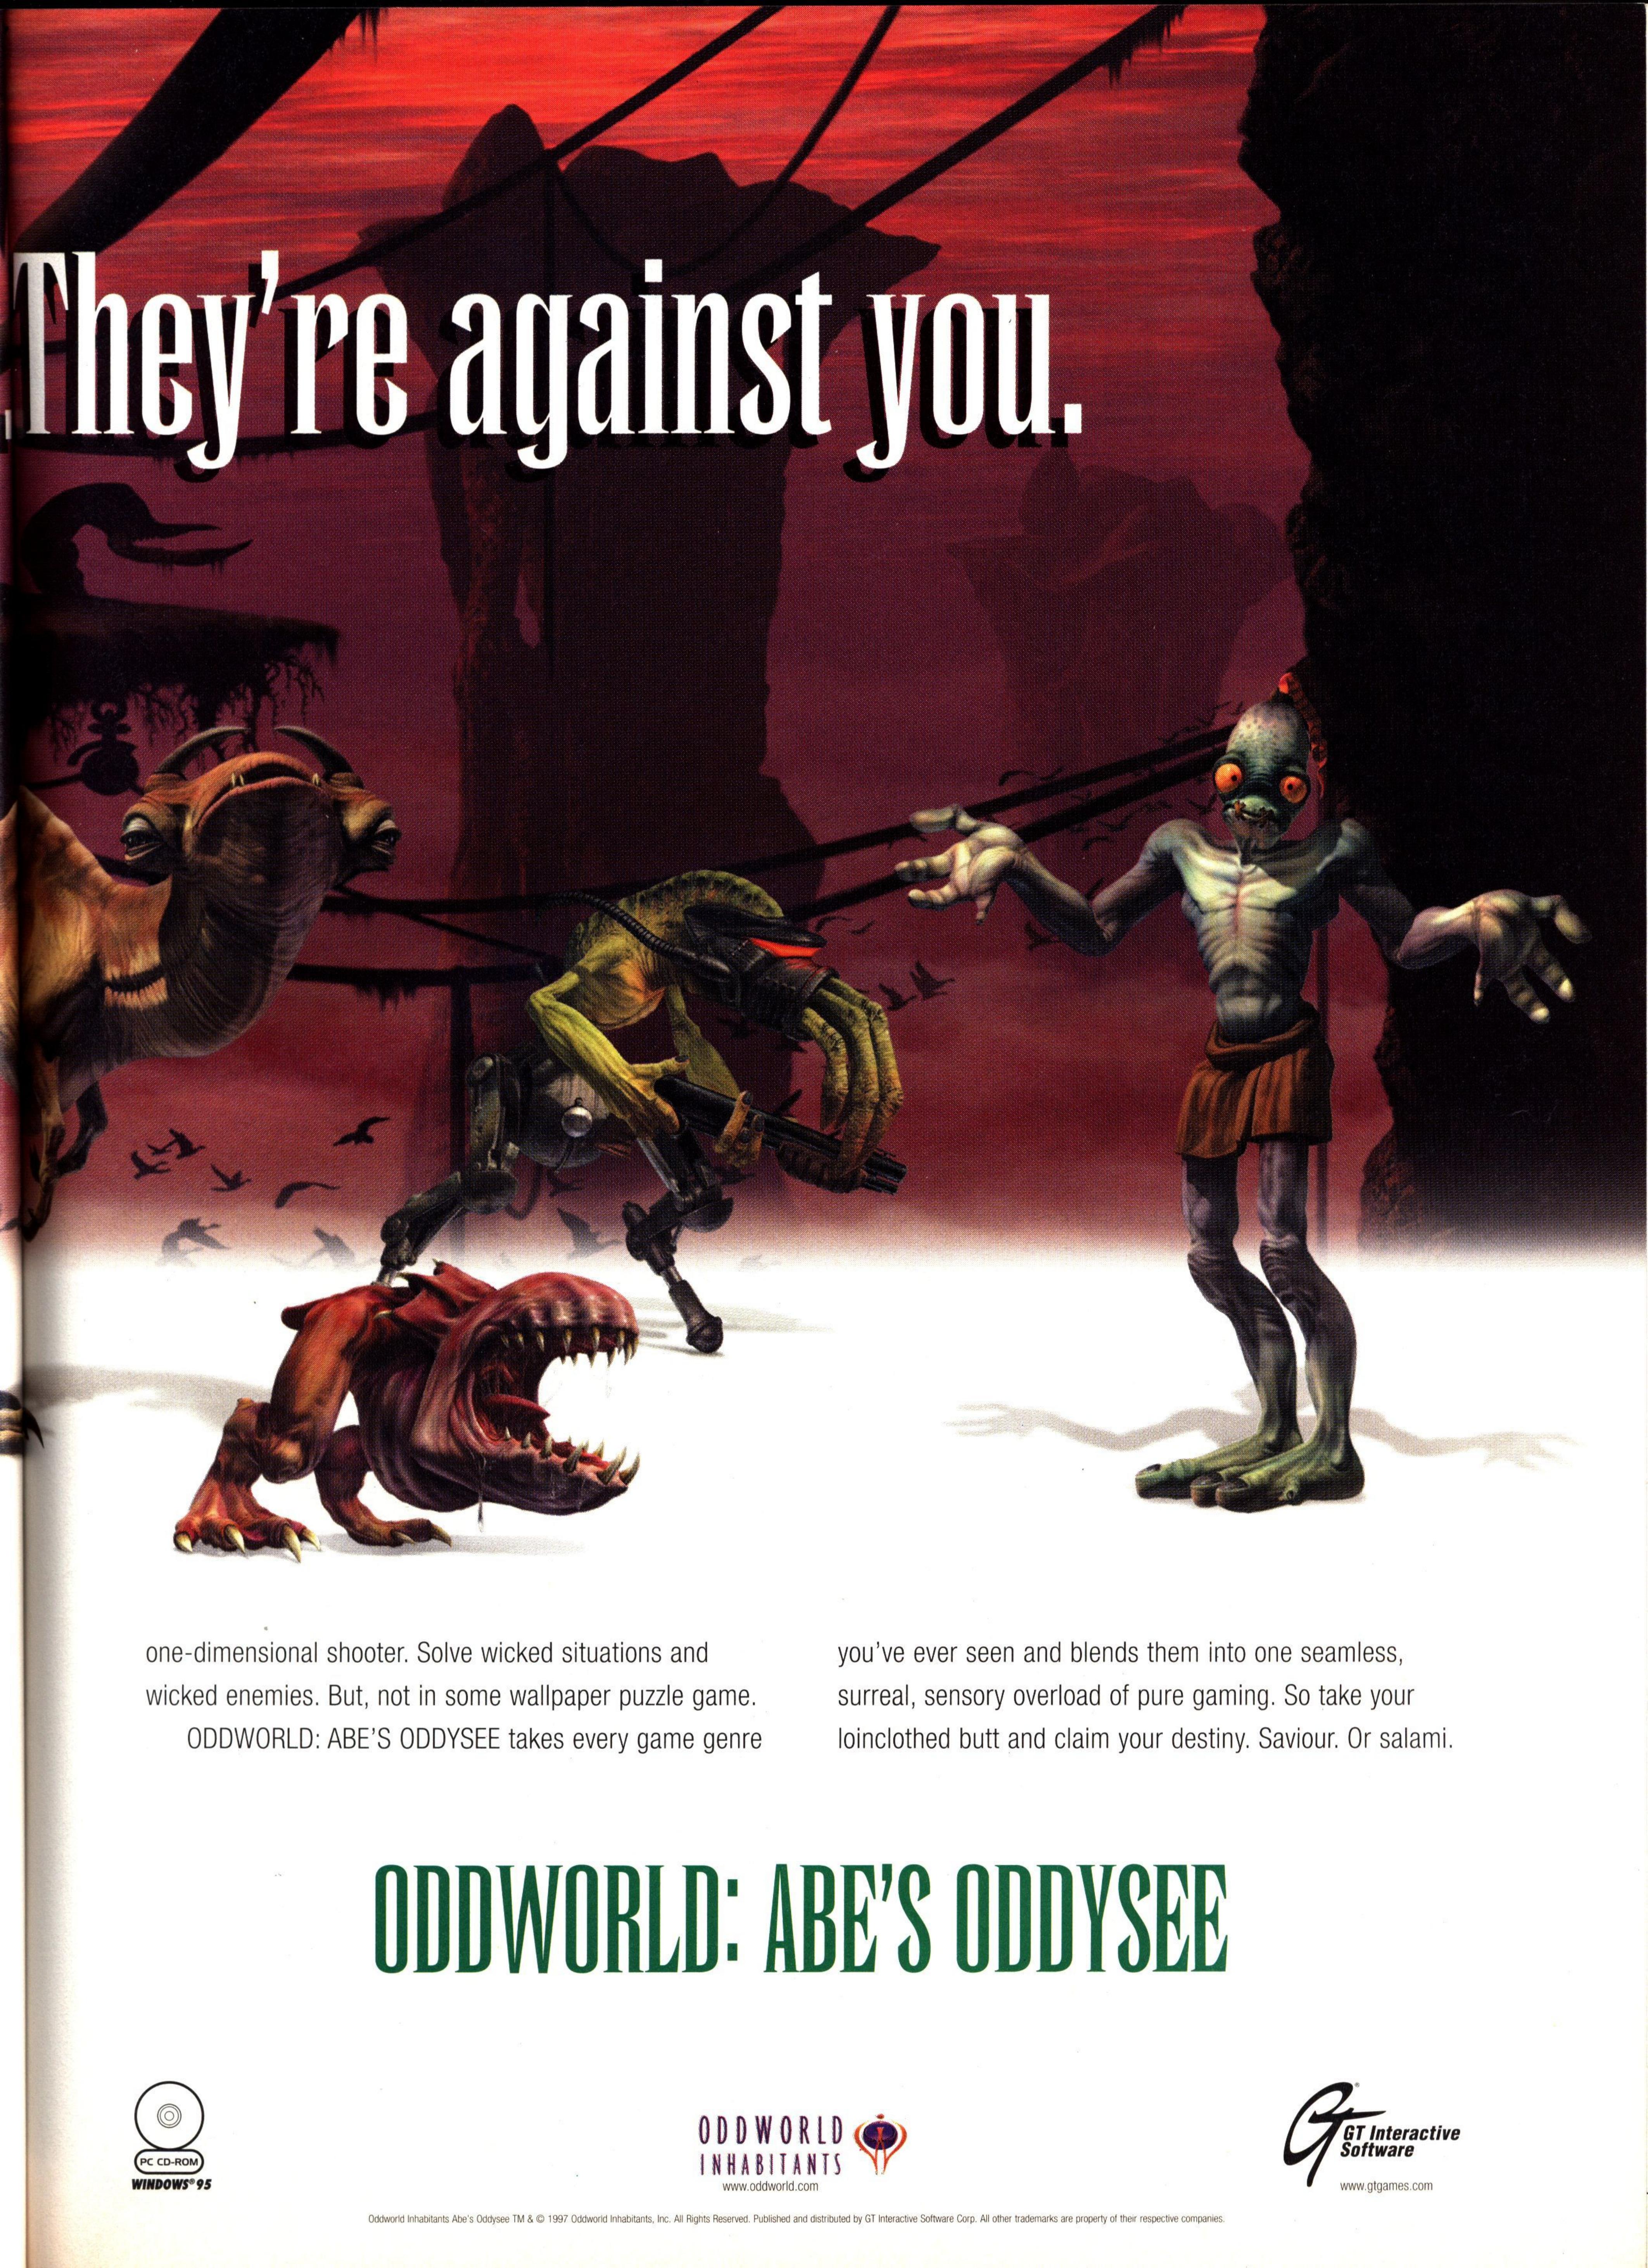 . They're against you.
one-dimensional shooter. Solve wicked situations and
wicked enemies. But, not in some wallpaper puzzle game.
ODDWORLD: ABE'S ODDYSEE takes every game genre
you've ever seen and blends them into one seamless,
surreal, sensory overload of pure gaming. So take your
loinclothed butt and claim your destiny. Saviour. Or salami.
ODDWORLD: ABE'S ODDYSEE
PC CD-ROM
WINDOWS® 95
ODDWORLD
INHABITANTS
www.oddworld.com
GT
GT Interactive
Software
®
www.gtgames.com
Oddworld Inhabitants Abe's Oddysee TM & © 1997 Oddworld Inhabitants, Inc. All Rights Reserved. Published and distributed by GT Interactive Software Corp. All other trademarks are property of their respective companies.